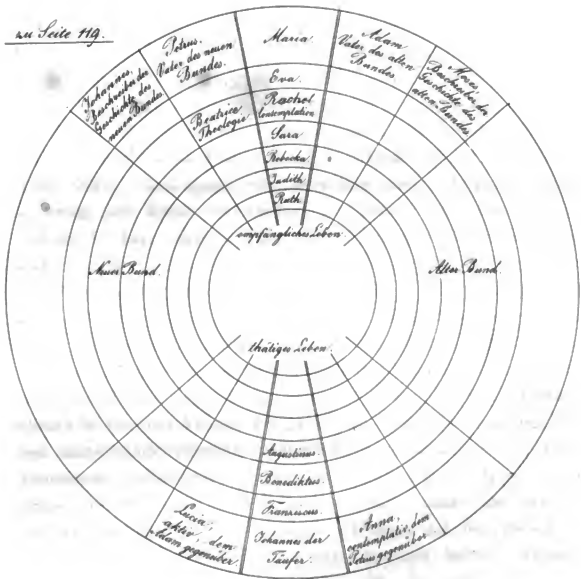 zu Seite 119.
Johannes,
Beschreiber der
Geschichte des
neuen Bundes.
Petrus.
Vater des neuen
Bundes.
Beatrice
Theologie
Maria.
Eva.
Rachel
Contemplation
Sara
Rebecka.
Judith
Ruth
Adam
Vater des alten
Bundes.
Moses,
Beschreiber der
Geschichte des
alten Bundes
empfängliches Leben.
Neuer Bund.
Alter Bund.
thätiges Leben.
Augustinus.
Benediktus.
Franziscus.
Johannes der
Täufer.
Lucia,
aktiv, dem
Adam gegenüber.
Anna,
contemplativ, dem
Petrus gegenüber.